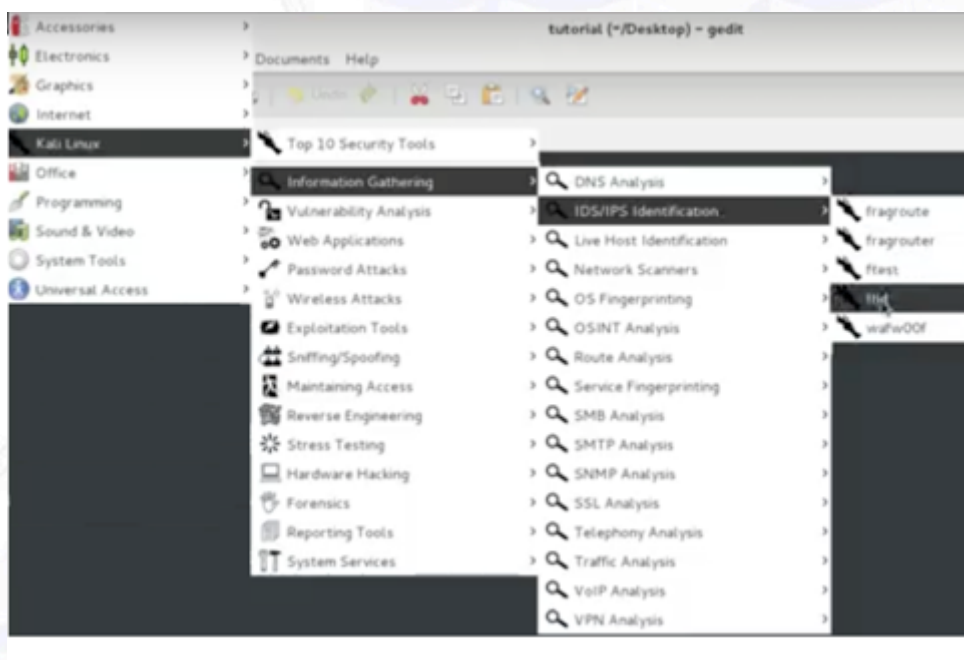 Accessories
Electronics
Graphics
Internet
Kali Linux
Office
Programming
Sound & Video
System Tools
Universal Access
tutorial (~/Desktop) - gedit
Documents Help
Undo
Top 10 Security Tools
Information Gathering
Vulnerability Analysis
Web Applications
Password Attacks
Wireless Attacks
Exploitation Tools
Sniffing/Spoofing
Maintaining Access
Reverse Engineering
Stress Testing
Hardware Hacking
Forensics
Reporting Tools
System Services
DNS Analysis
IDS/IPS Identification
Live Host Identification
Network Scanners
OS Fingerprinting
OSINT Analysis
Route Analysis
Service Fingerprinting
SMB Analysis
SMTP Analysis
SNMP Analysis
SSL Analysis
Telephony Analysis
Traffic Analysis
VoIP Analysis
VPN Analysis
fragroute
fragrouter
ftest
wafw00f